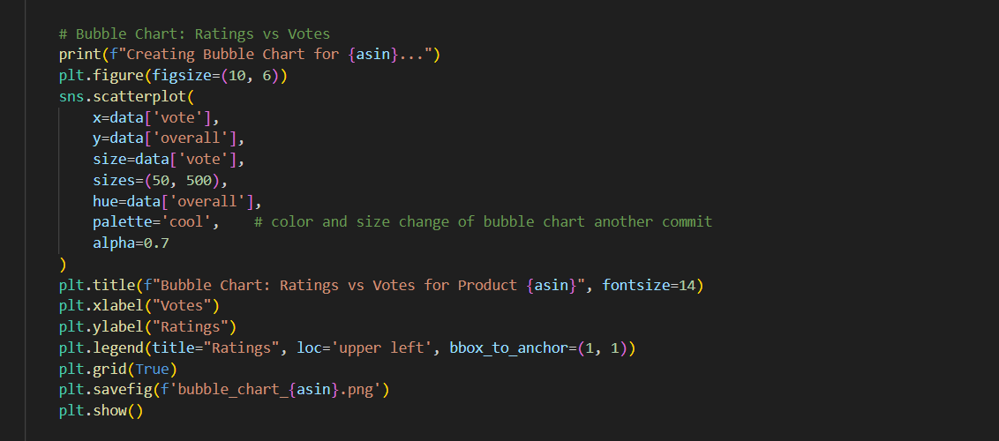 # Bubble Chart: Ratings vs Votes
print(f"Creating Bubble Chart for {asin}...")
plt.figure(figsize=(10, 6))
sns.scatterplot(
    x=data['vote'],
    y=data['overall'],
    size=data['vote'],
    sizes=(50, 500),
    hue=data['overall'],
    palette='cool',    # color and size change of bubble chart another commit
    alpha=0.7
)
plt.title(f"Bubble Chart: Ratings vs Votes for Product {asin}", fontsize=14)
plt.xlabel("Votes")
plt.ylabel("Ratings")
plt.legend(title="Ratings", loc='upper left', bbox_to_anchor=(1, 1))
plt.grid(True)
plt.savefig(f'bubble_chart_{asin}.png')
plt.show()